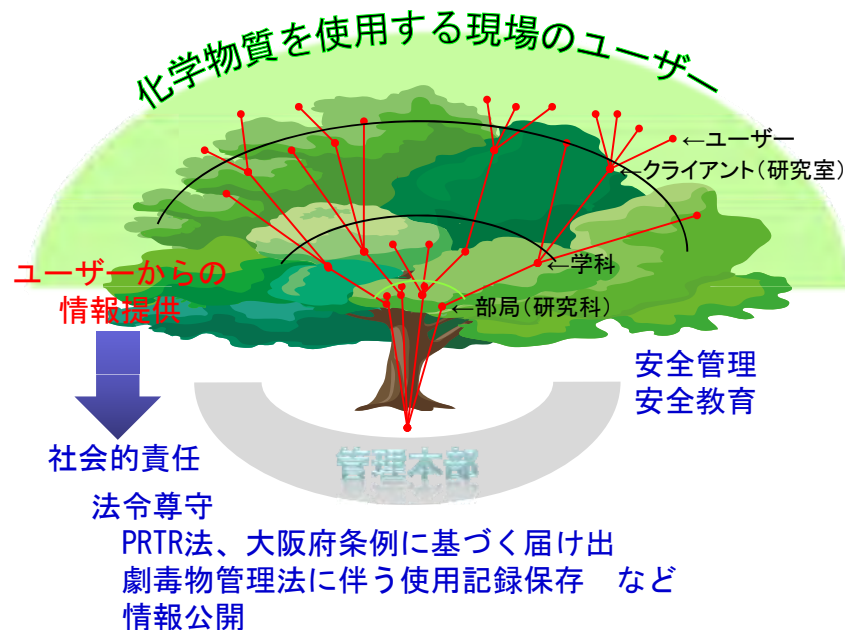 化学物質を使用する現場のユーザー
←ユーザー
←クライアント(研究室)
←学科
←部局(研究科)
ユーザーからの
情報提供
安全管理
安全教育
管理本部
社会的責任
法令尊守
PRTR法、大阪府条例に基づく届け出
劇毒物管理法に伴う使用記録保存 など
情報公開